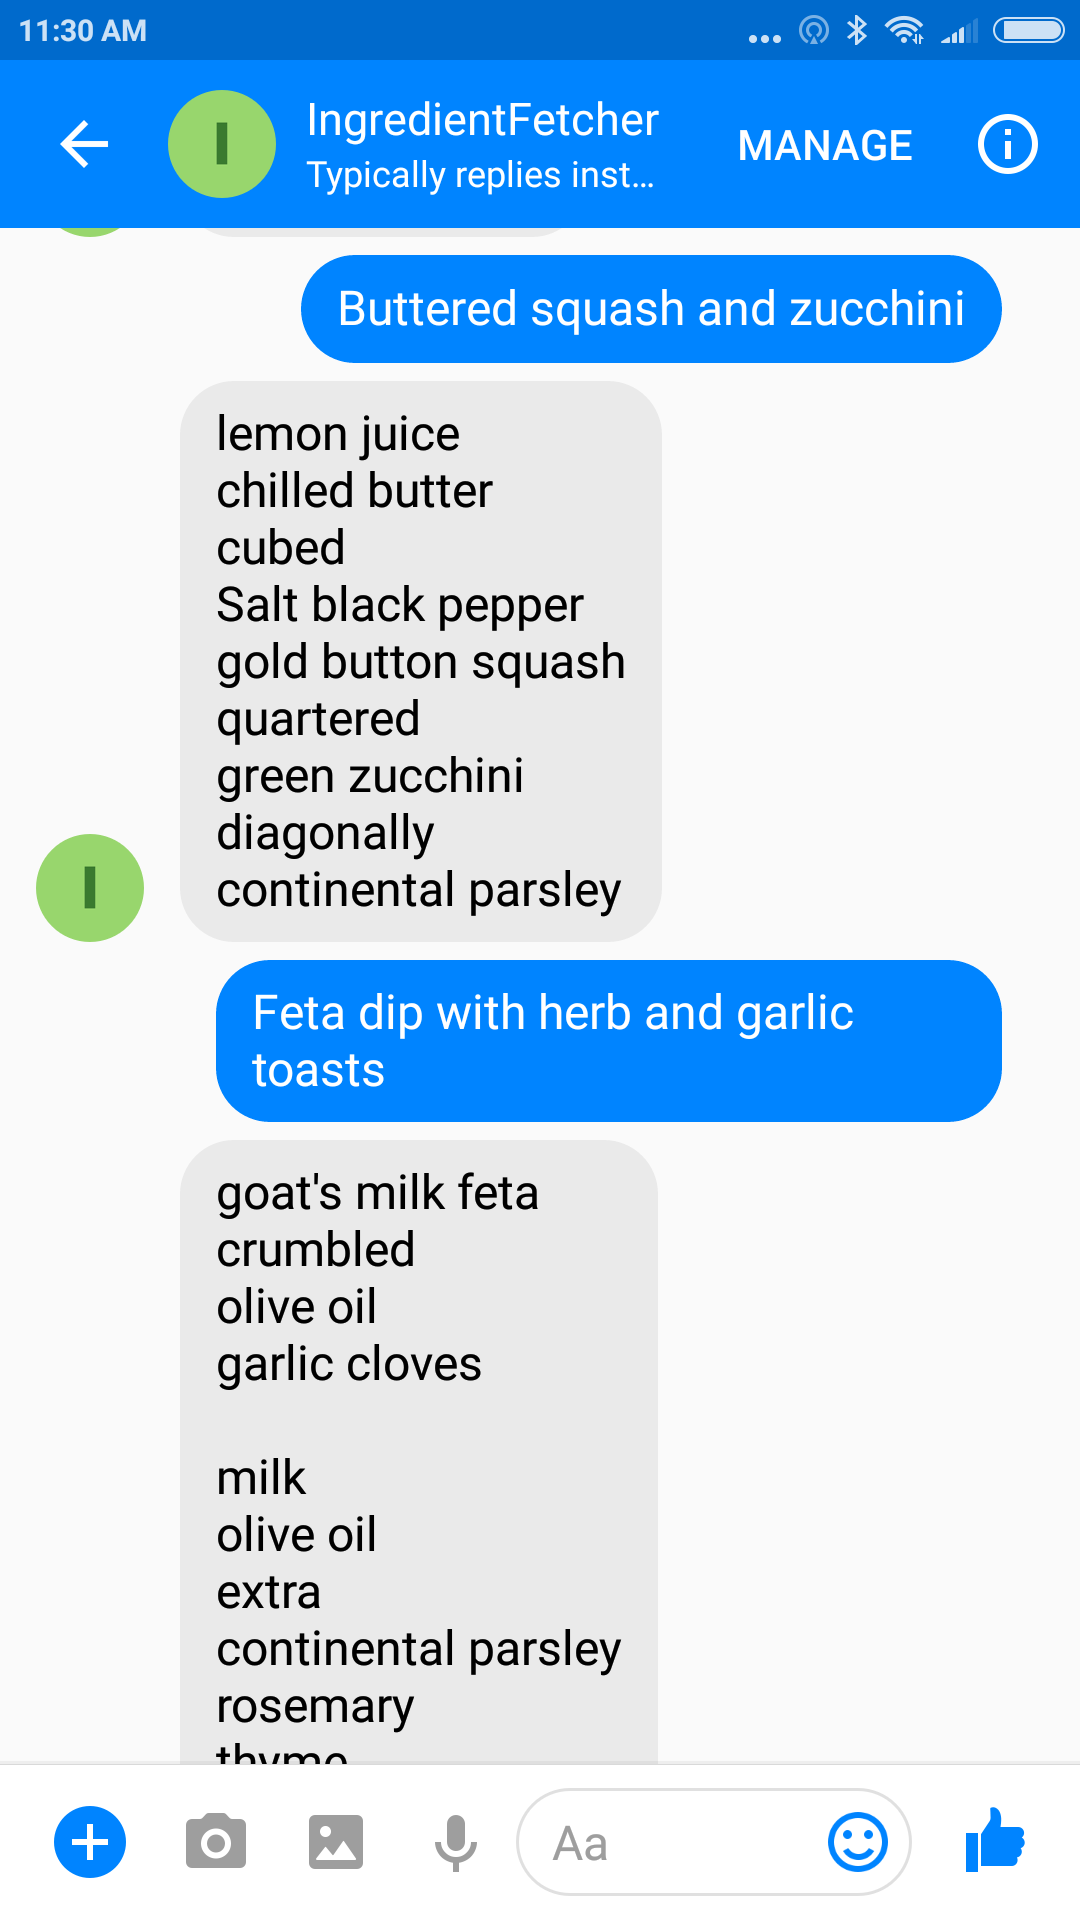 11:30 AM
I
IngredientFetcher
Typically replies inst...
MANAGE
Buttered squash and zucchini
lemon juice
chilled butter
cubed
Salt black pepper
gold button squash
quartered
green zucchini
diagonally
continental parsley
I
Feta dip with herb and garlic
toasts
goat's milk feta
crumbled
olive oil
garlic cloves
milk
olive oil
extra
continental parsley
rosemary
thyme
Aa